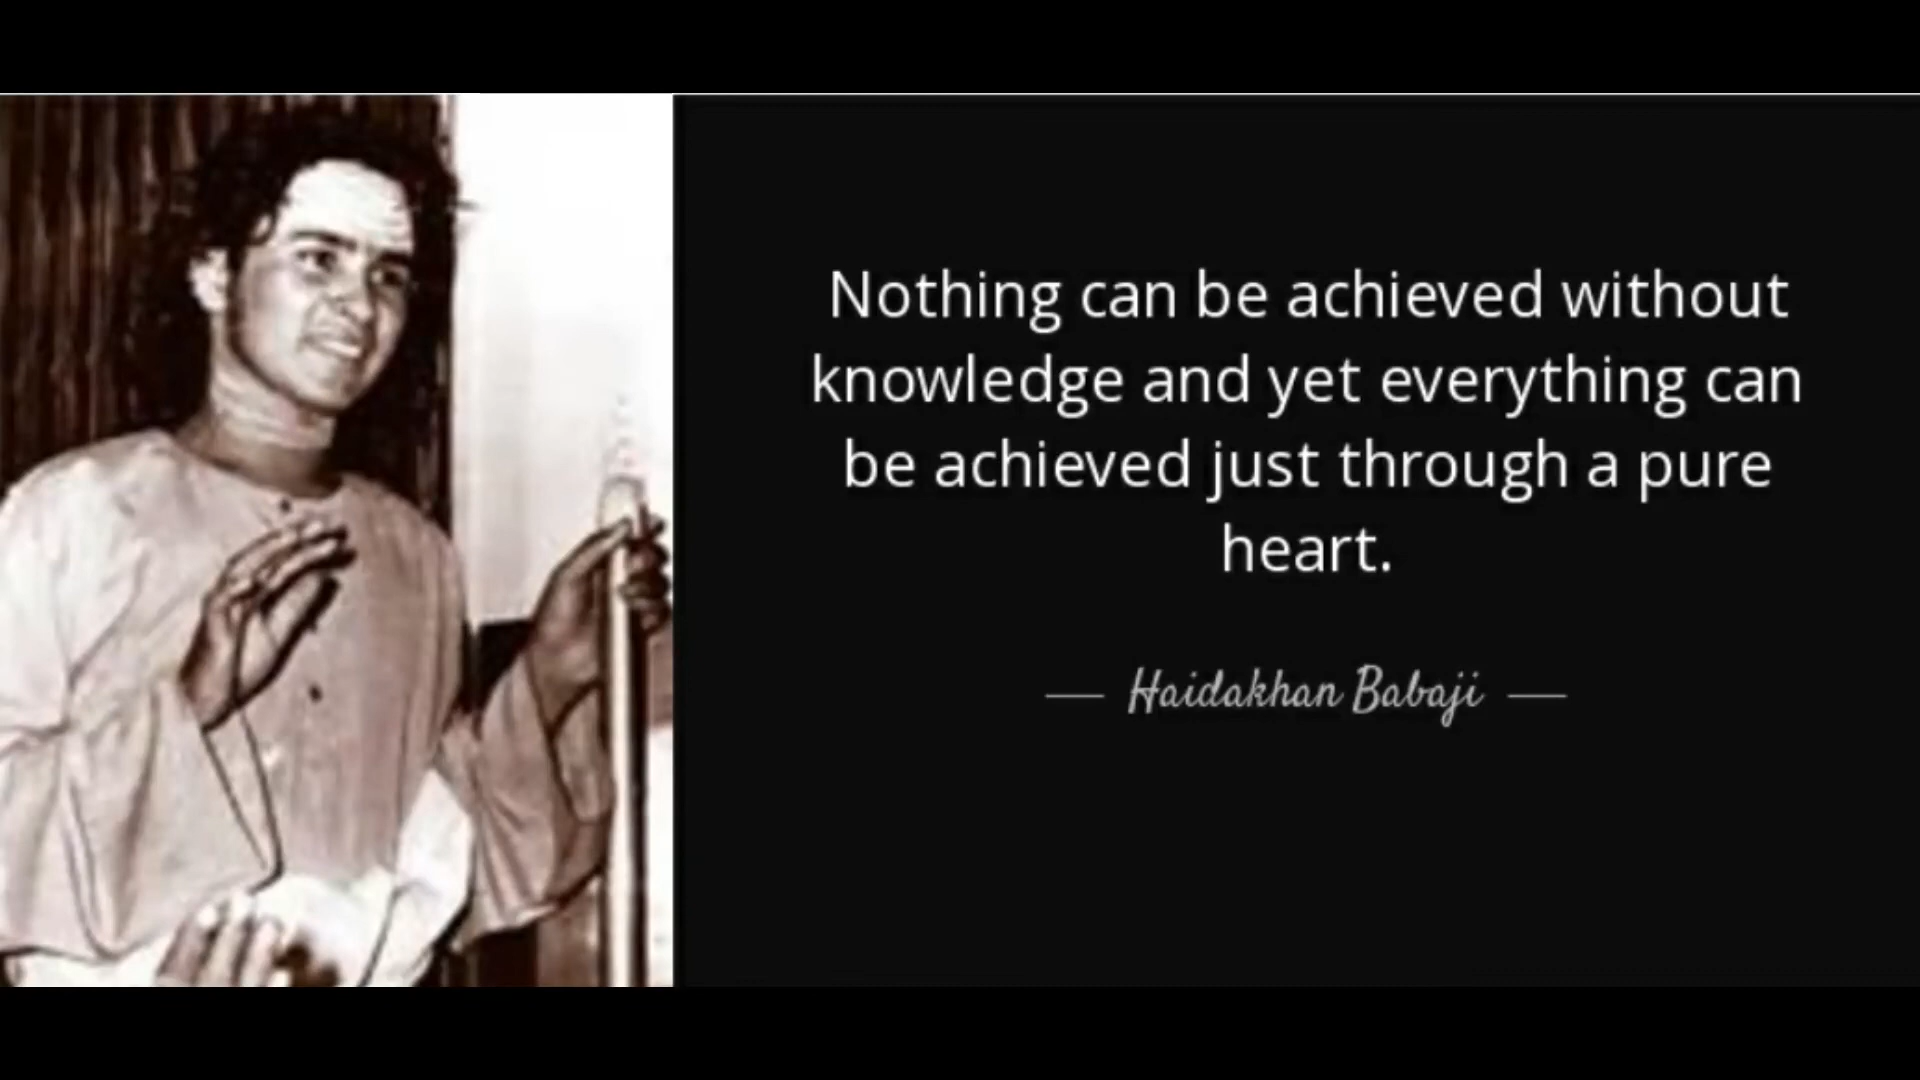 Nothing can be achieved without
knowledge and yet everything can
be achieved just through a pure
heart.
— Haidakhan Babaji —